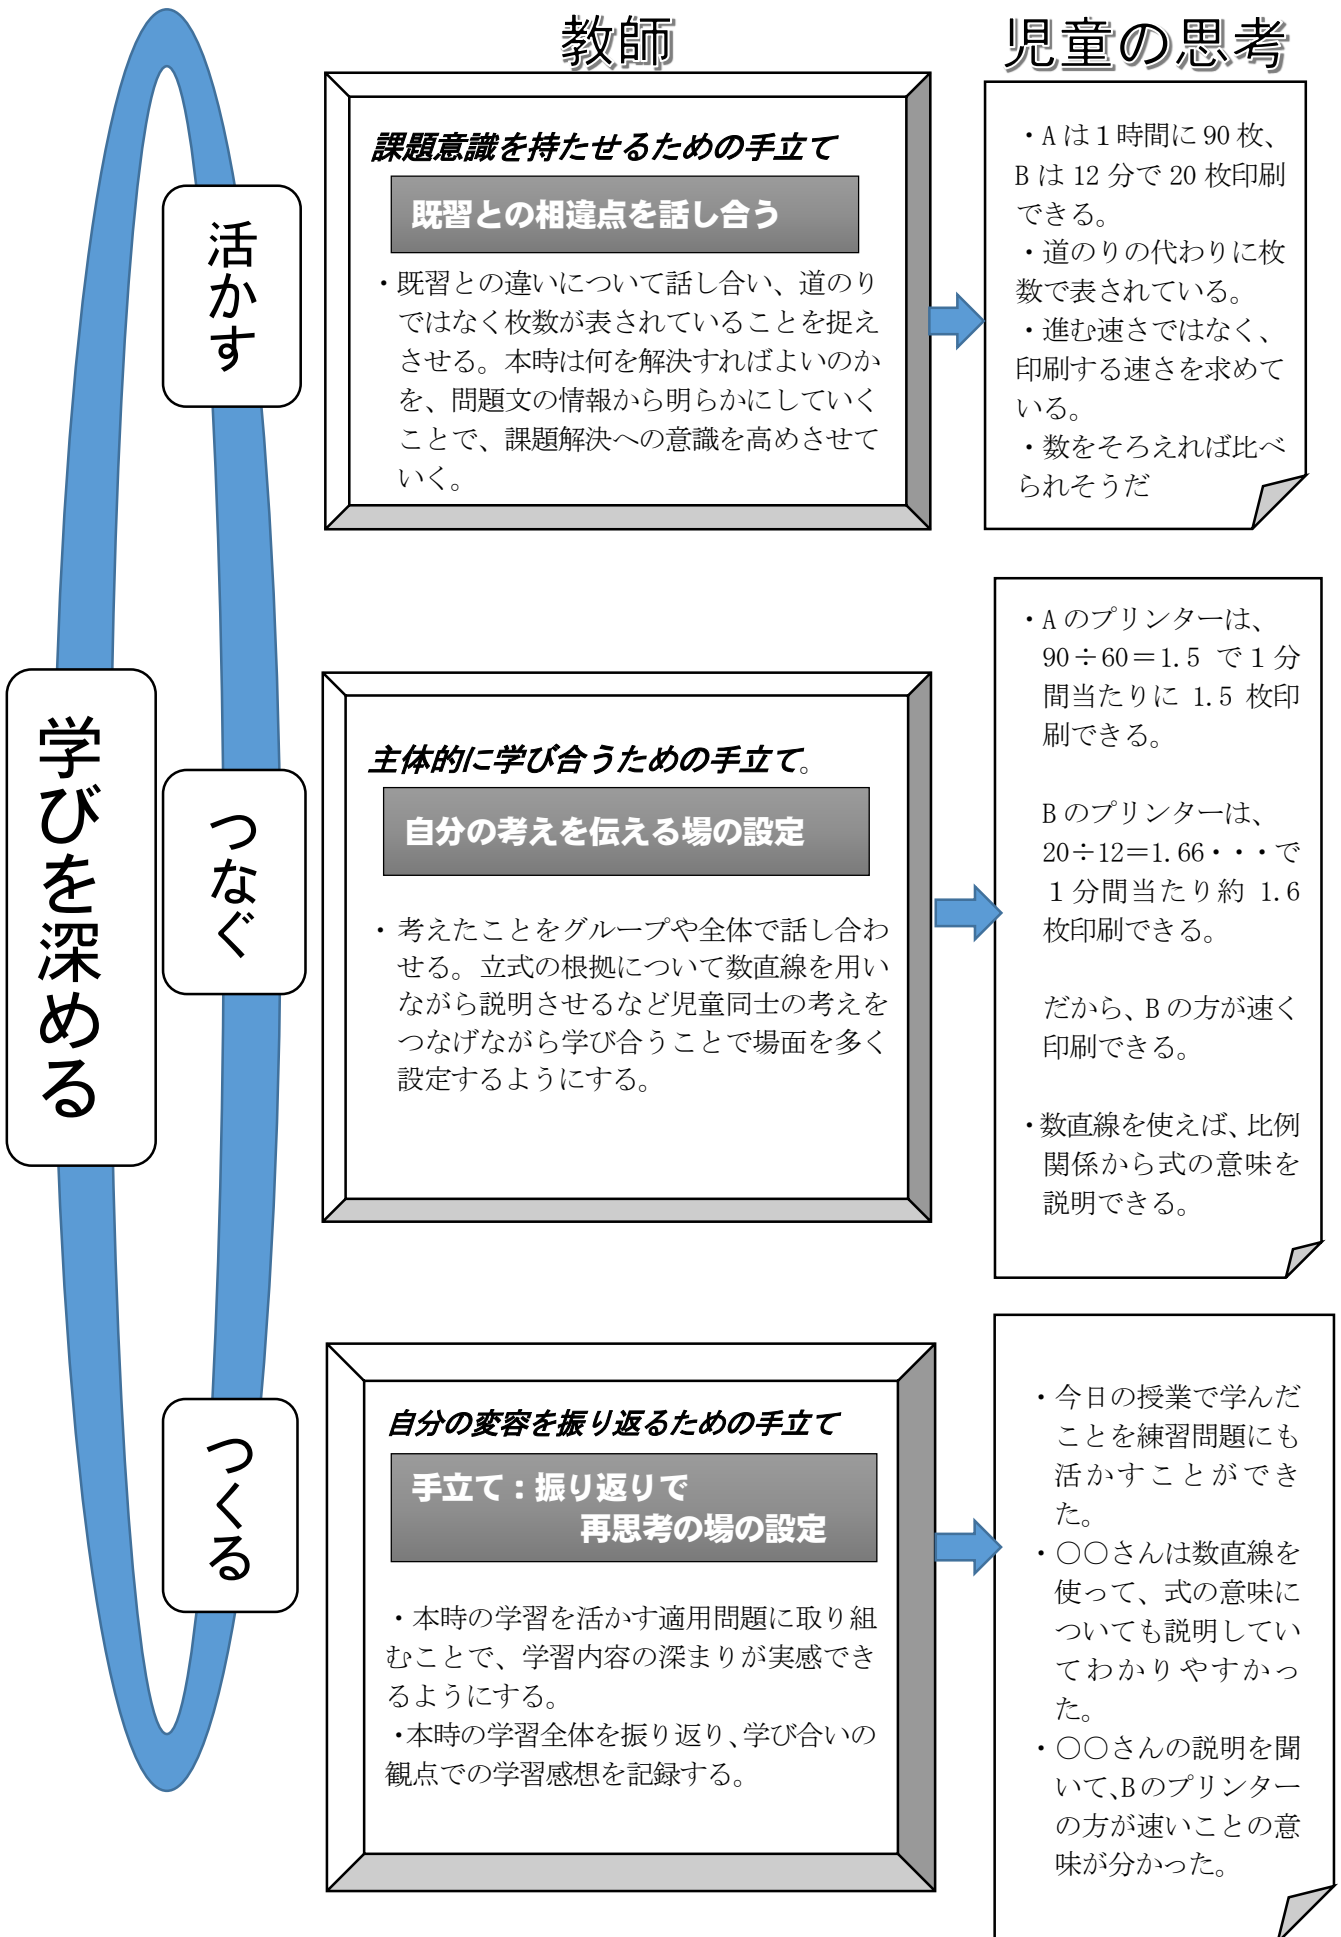 教師
児童の思考
学びを深める
活かす
課題意識を持たせるための手立て
既習との相違点を話し合う
・既習との違いについて話し合い、道のり
ではなく枚数が表されていることを捉え
させる。本時は何を解決すればよいのか
を、問題文の情報から明らかにしていく
ことで、課題解決への意識を高めさせて
いく。
・Aは１時間に 90 枚、
B は 12 分で 20 枚印刷
できる。
・道のりの代わりに枚
数で表されている。
・進む速さではなく、
印刷する速さを求めて
いる。
・数をそろえれば比べ
られそうだ
つなぐ
主体的に学び合うための手立て。
自分の考えを伝える場の設定
・考えたことをグループや全体で話し合わ
せる。立式の根拠について数直線を用い
ながら説明させるなど児童同士の考えを
つなげながら学び合うことで場面を多く
設定するようにする。
・A のプリンターは、
90÷60＝1.5 で１分
間当たりに 1.5 枚印
刷できる。
B のプリンターは、
20÷12＝1.66・・・で
１分間当たり約 1.6
枚印刷できる。
だから、B の方が速く
印刷できる。
・数直線を使えば、比例
関係から式の意味を
説明できる。
つくる
自分の変容を振り返るための手立て
手立て：振り返りで
再思考の場の設定
・本時の学習を活かす適用問題に取り組
むことで、学習内容の深まりが実感でき
るようにする。
・本時の学習全体を振り返り、学び合いの
観点での学習感想を記録する。
・今日の授業で学んだ
ことを練習問題にも
活かすことができ
た。
・○○さんは数直線を
使って、式の意味に
ついても説明してい
てわかりやすかっ
た。
・○○さんの説明を聞
いて、Bのプリンター
の方が速いことの意
味が分かった。